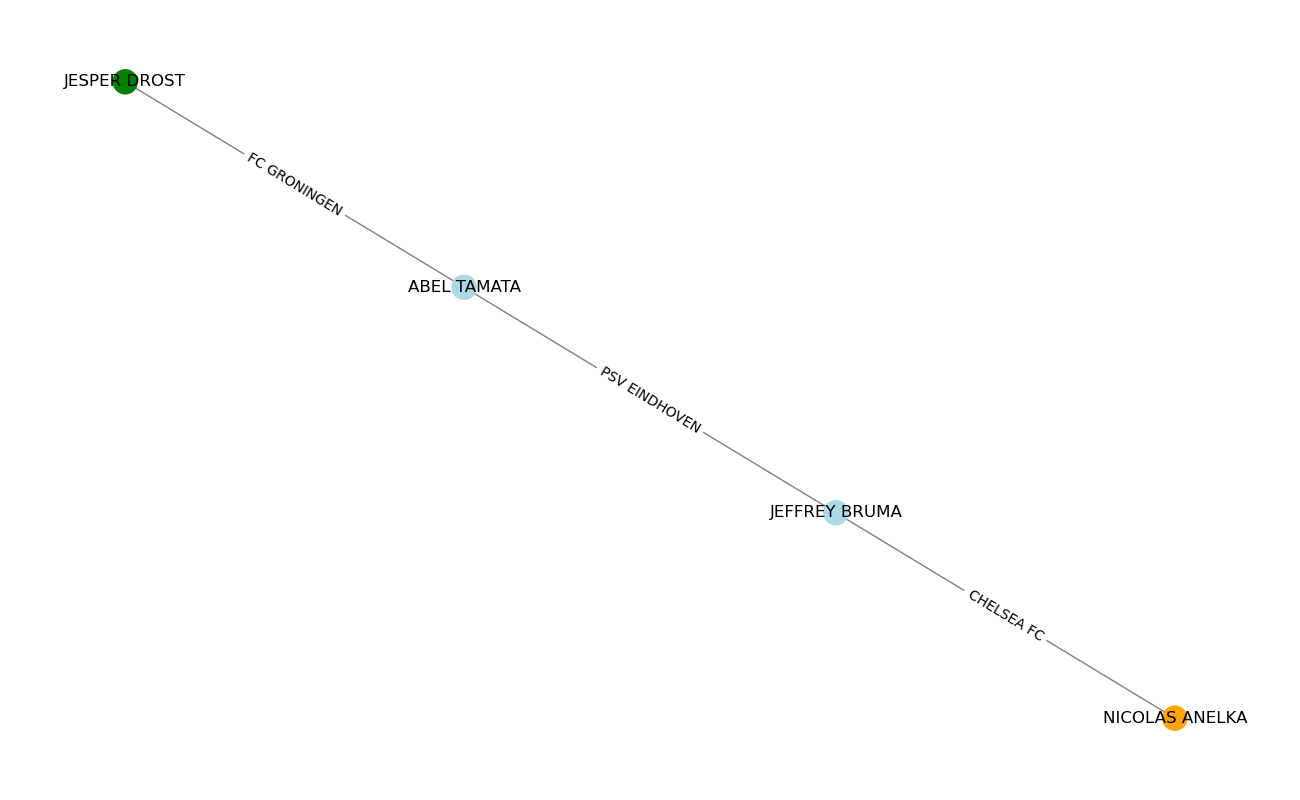 JESPER DROST
FC GRONINGEN
ABEL TAMATA
PSV EINDHOVEN
JEFFREY BRUMA
CHELSEA FC
NICOLAS ANELKA